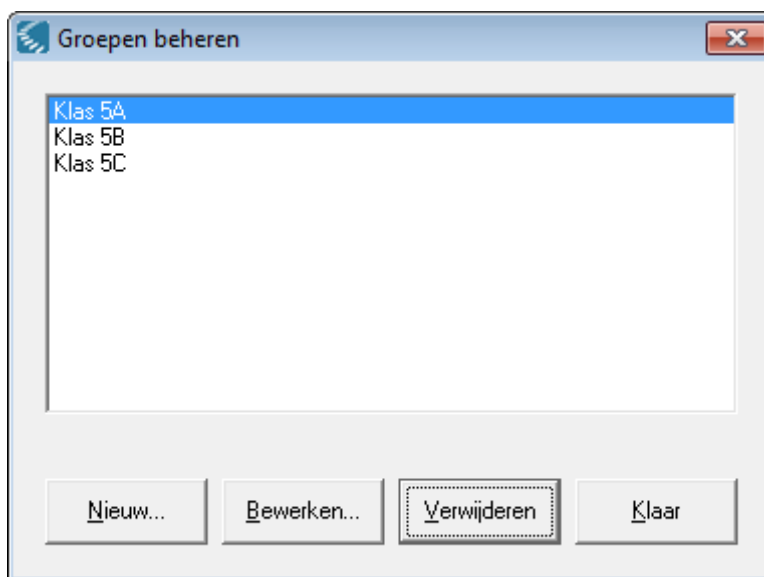 Groepen beheren
Klas 5A
Klas 5B
Klas 5C
Nieuw... Bewerken... Verwijderen Klaar